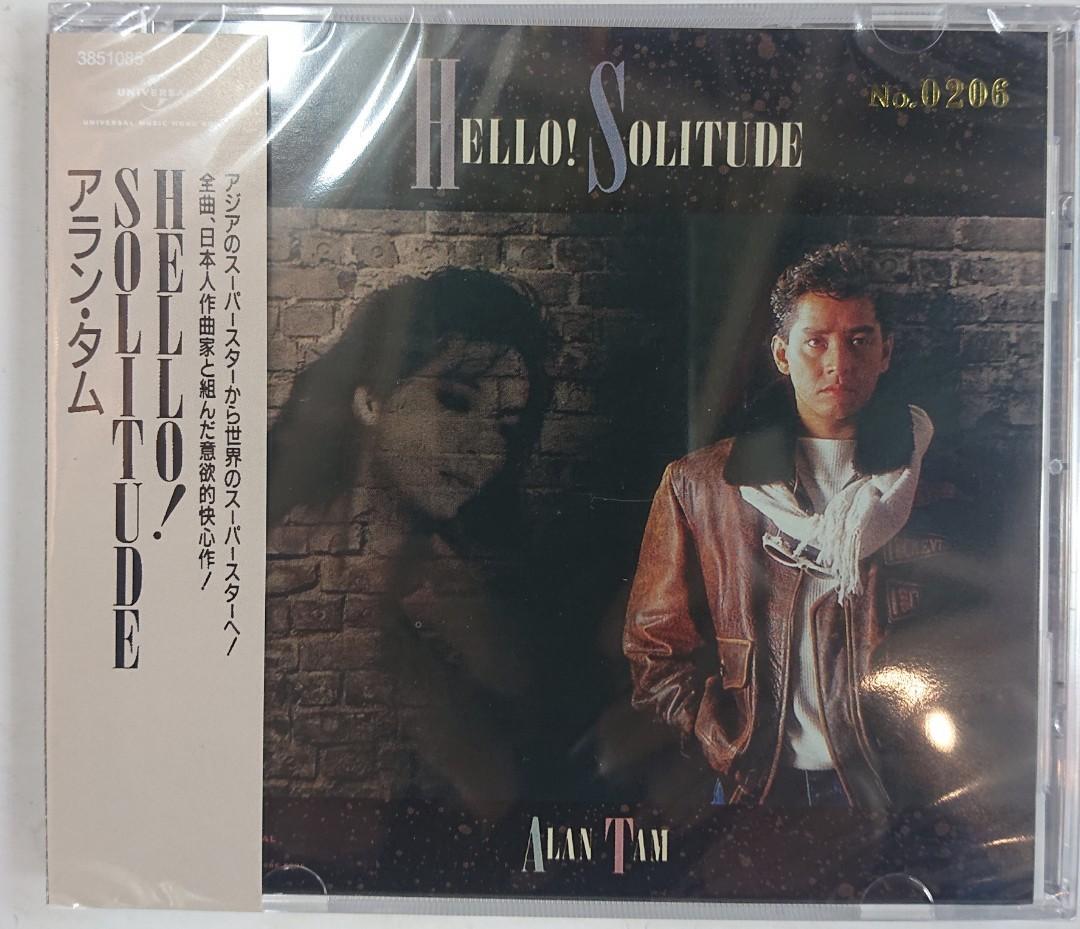 3851085
UNIVERSAL
アジアのスーパースターから世界のスーパースターへ!
全曲、日本人作曲家と組んだ意欲的快心作!
HELLO!
SOLITUDE
アラン・タム
HELLO! SOLITUDE
No. 0206
ALAN TAM